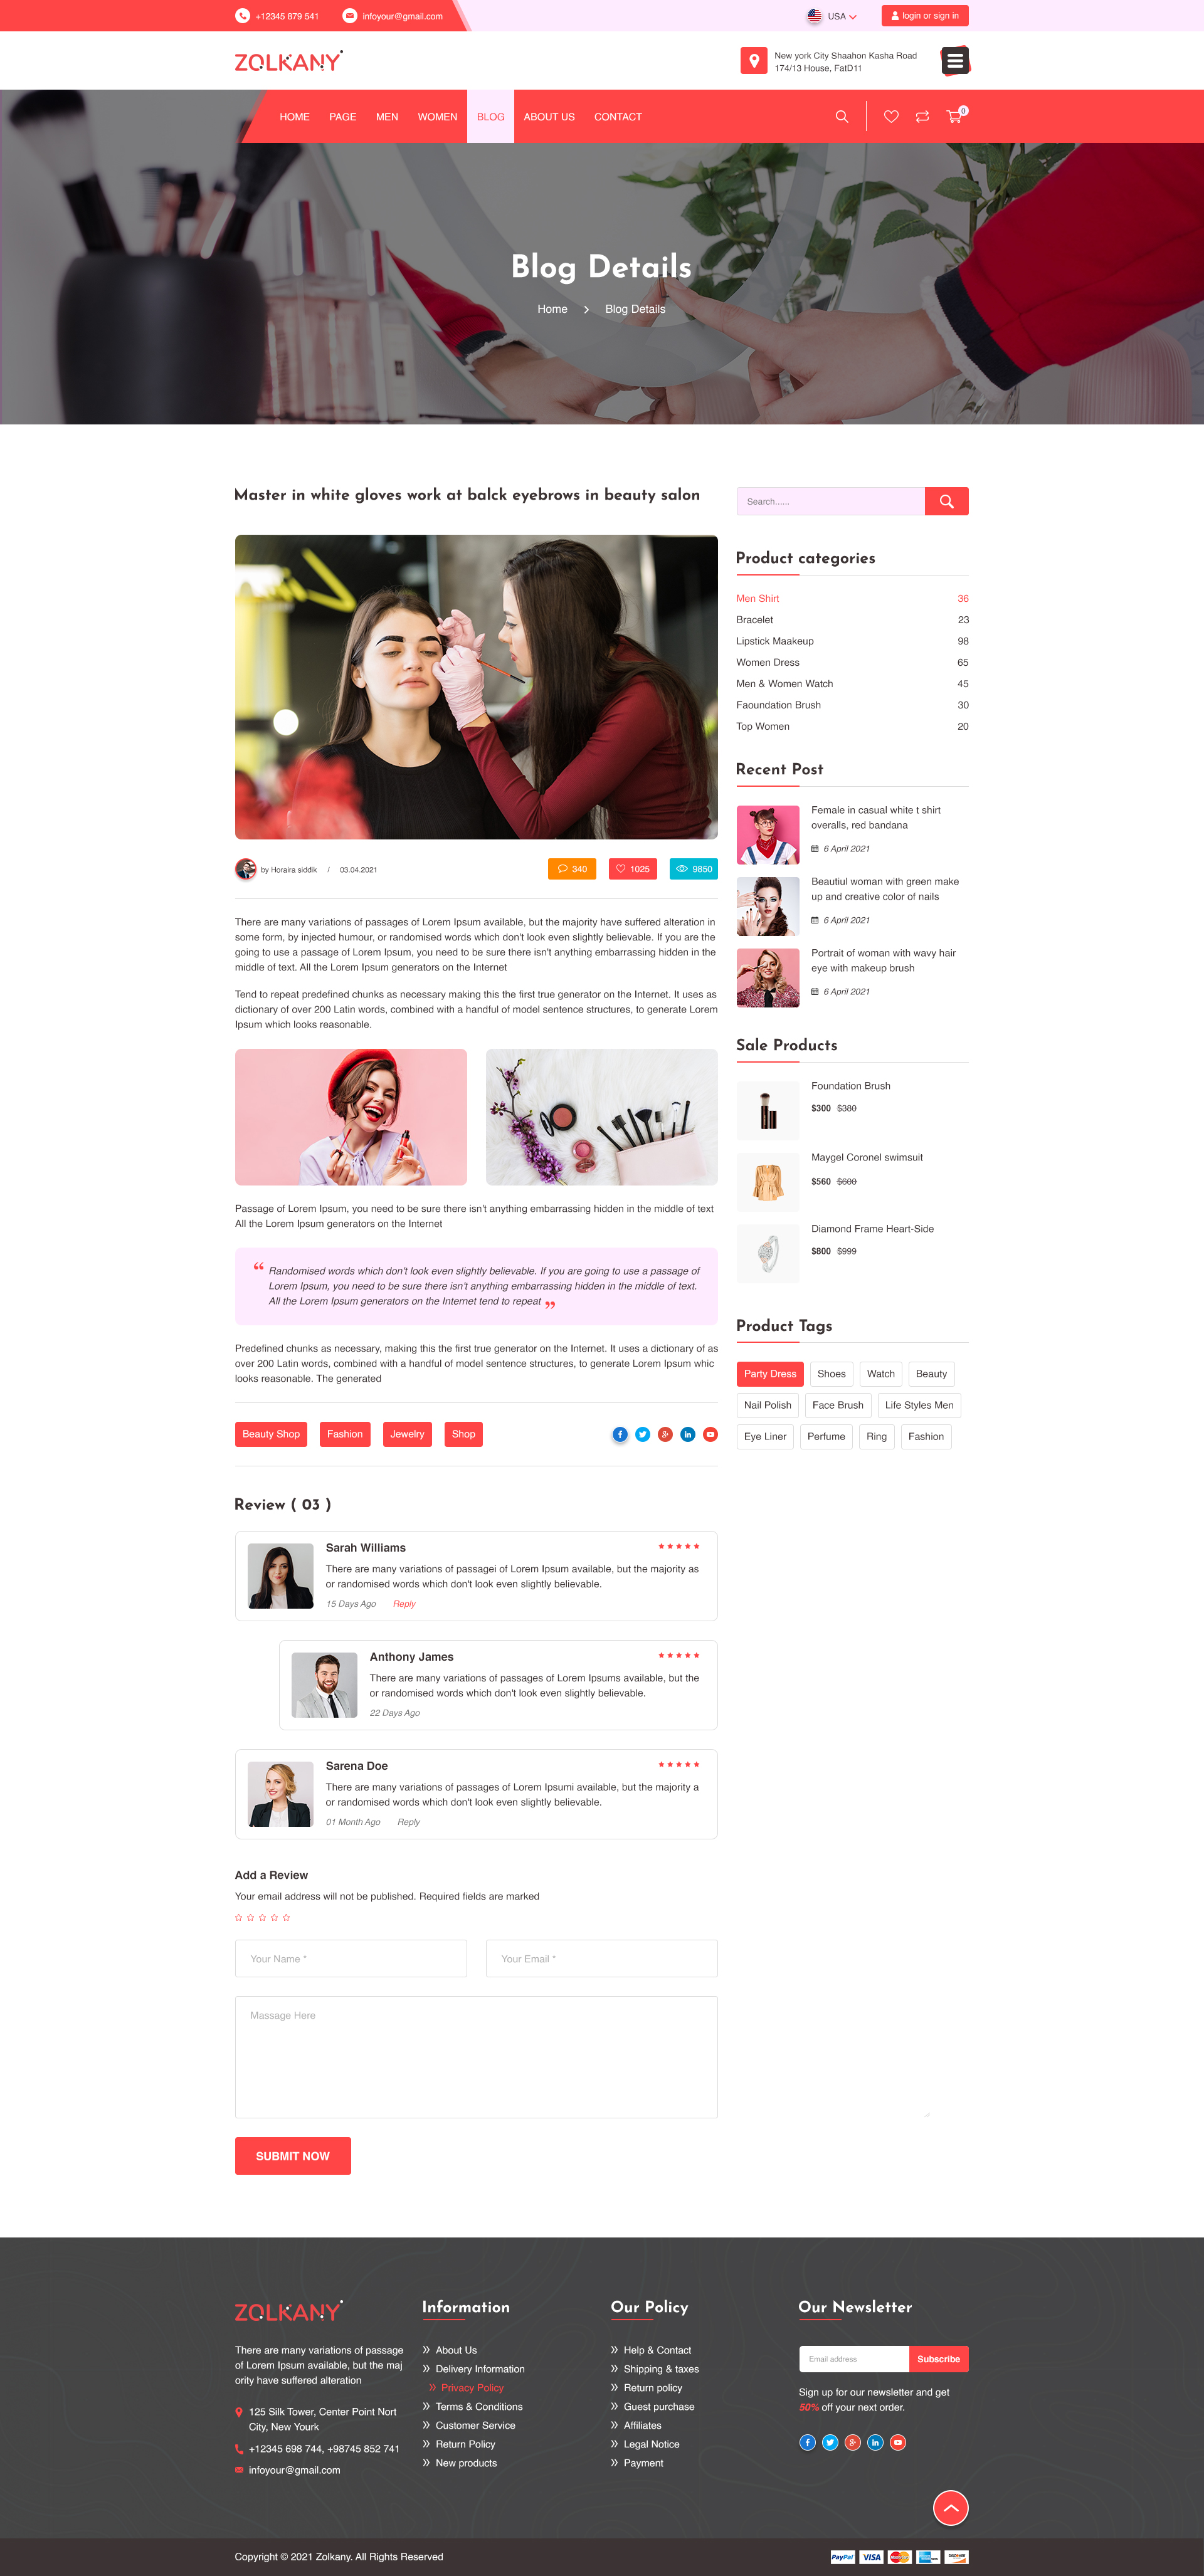 +12345 879 541
infoyour@gmail.com
USA
login or sign in
ZOLKANY
New york City Shaahon Kasha Road
174/13 House, FatD11
HOME PAGE MEN WOMEN BLOG ABOUT US CONTACT
0
Blog Details
Home > Blog Details
Master in white gloves work at balck eyebrows in beauty salon
by Horaira siddik / 03.04.2021
340
1025
9850
There are many variations of passages of Lorem Ipsum available, but the majority have suffered alteration in
some form, by injected humour, or randomised words which don't look even slightly believable. If you are the
going to use a passage of Lorem Ipsum, you need to be sure there isn't anything embarrassing hidden in the
middle of text. All the Lorem Ipsum generators on the Internet
Tend to repeat predefined chunks as necessary making this the first true generator on the Internet. It uses as
dictionary of over 200 Latin words, combined with a handful of model sentence structures, to generate Lorem
Ipsum which looks reasonable.
Passage of Lorem Ipsum, you need to be sure there isn't anything embarrassing hidden in the middle of text
All the Lorem Ipsum generators on the Internet
“ Randomised words which don't look even slightly believable. If you are going to use a passage of
Lorem Ipsum, you need to be sure there isn't anything embarrassing hidden in the middle of text.
All the Lorem Ipsum generators on the Internet tend to repeat ”
Predefined chunks as necessary, making this the first true generator on the Internet. It uses a dictionary of as
over 200 Latin words, combined with a handful of model sentence structures, to generate Lorem Ipsum whic
looks reasonable. The generated
Beauty Shop
Fashion
Jewelry
Shop
Review ( 03 )
Sarah Williams
There are many variations of passagei of Lorem Ipsum available, but the majority as
or randomised words which don't look even slightly believable.
15 Days Ago Reply
Anthony James
There are many variations of passages of Lorem Ipsums available, but the
or randomised words which don't look even slightly believable.
22 Days Ago
Sarena Doe
There are many variations of passages of Lorem Ipsumi available, but the majority a
or randomised words which don't look even slightly believable.
01 Month Ago Reply
Add a Review
Your email address will not be published. Required fields are marked
Your Name *
Your Email *
Massage Here
SUBMIT NOW
Search......
Product categories
Men Shirt 36
Bracelet 23
Lipstick Maakeup 98
Women Dress 65
Men & Women Watch 45
Faoundation Brush 30
Top Women 20
Recent Post
Female in casual white t shirt
overalls, red bandana
6 April 2021
Beautiul woman with green make
up and creative color of nails
6 April 2021
Portrait of woman with wavy hair
eye with makeup brush
6 April 2021
Sale Products
Foundation Brush
$300 $380
Maygel Coronel swimsuit
$560 $600
Diamond Frame Heart-Side
$800 $999
Product Tags
Party Dress Shoes Watch Beauty
Nail Polish Face Brush Life Styles Men
Eye Liner Perfume Ring Fashion
ZOLKANY
There are many variations of passage
of Lorem Ipsum available, but the maj
ority have suffered alteration
125 Silk Tower, Center Point Nort
City, New Yourk
+12345 698 744, +98745 852 741
infoyour@gmail.com
Information
About Us
Delivery Information
Privacy Policy
Terms & Conditions
Customer Service
Return Policy
New products
Our Policy
Help & Contact
Shipping & taxes
Return policy
Guest purchase
Affiliates
Legal Notice
Payment
Our Newsletter
Email address
Subscribe
Sign up for our newsletter and get
50% off your next order.
Copyright © 2021 Zolkany. All Rights Reserved
PayPal VISA MasterCard DISCOVER